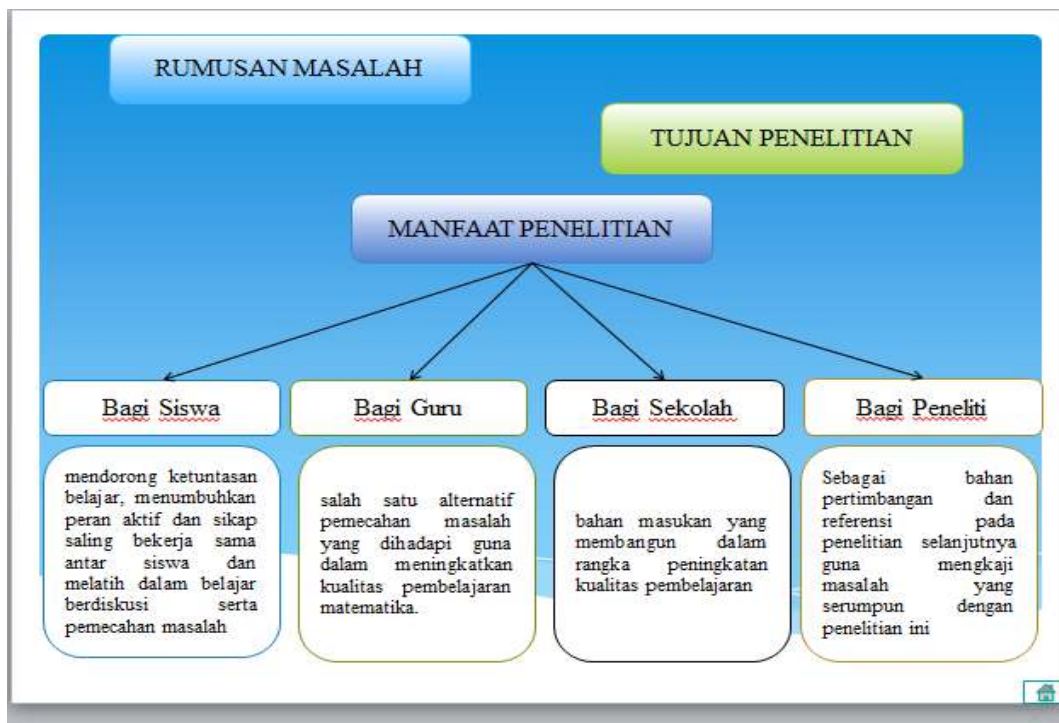 RUMUSAN MASALAH
TUJUAN PENELITIAN
MANFAAT PENELITIAN
Bagi Siswa
mendorong ketuntasan
belajar, menumbuhkan
peran aktif dan sikap
saling bekerja sama
antar siswa dan
melatih dalam belajar
berdiskusi serta
pemecahan masalah
Bagi Guru
salah satu alternatif
pemecahan masalah
yang dihadapi guna
dalam meningkatkan
kualitas pembelajaran
matematika.
Bagi Sekolah
bahan masukan yang
membangun dalam
rangka peningkatan
kualitas pembelajaran
Bagi Peneliti
Sebagai bahan
pertimbangan dan
referensi pada
penelitian selanjutnya
guna mengkaji
masalah yang
serumpun dengan
penelitian ini